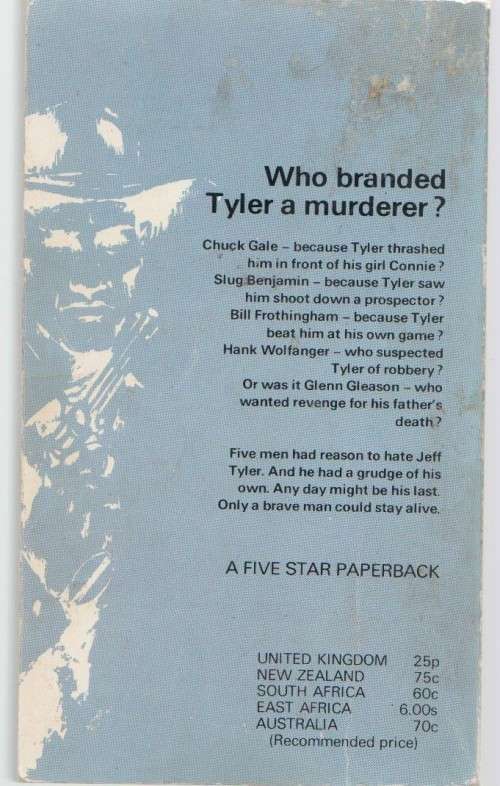 Who branded
Tyler a murderer?
Chuck Gale – because Tyler thrashed
him in front of his girl Connie?
Slug Benjamin – because Tyler saw
him shoot down a prospector?
Bill Frothingham – because Tyler
beat him at his own game?
Hank Wolfanger – who suspected
Tyler of robbery?
Or was it Glenn Gleason – who
wanted revenge for his father's
death?
Five men had reason to hate Jeff
Tyler. And he had a grudge of his
own. Any day might be his last.
Only a brave man could stay alive.
A FIVE STAR PAPERBACK
UNITED KINGDOM 25p
NEW ZEALAND 75c
SOUTH AFRICA 60c
EAST AFRICA 6.00s
AUSTRALIA 70c
(Recommended price)